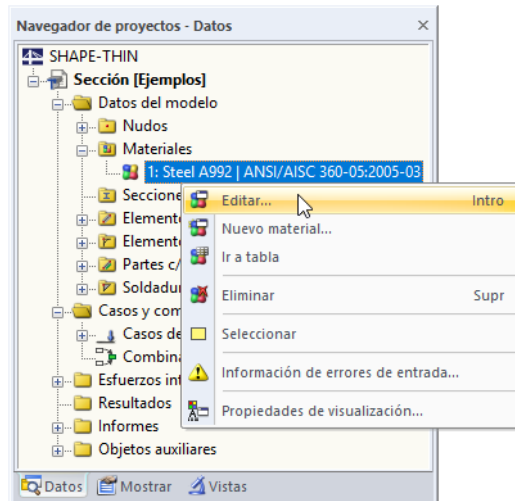 Navegador de proyectos - Datos
SHAPE-THIN
Sección [Ejemplos]
Datos del modelo
Nudos
Materiales
1: Steel A992 | ANSI/AISC 360-05:2005-03
Seccione
Editar... Intro
Elemento
Nuevo material...
Elemento
Ir a tabla
Partes c/
Soldadur
Eliminar Supr
Casos y com
Casos de
Seleccionar
Combina
Esfuerzos int
Información de errores de entrada...
Resultados
Propiedades de visualización...
Informes
Objetos auxiliares
Datos Mostrar Vistas